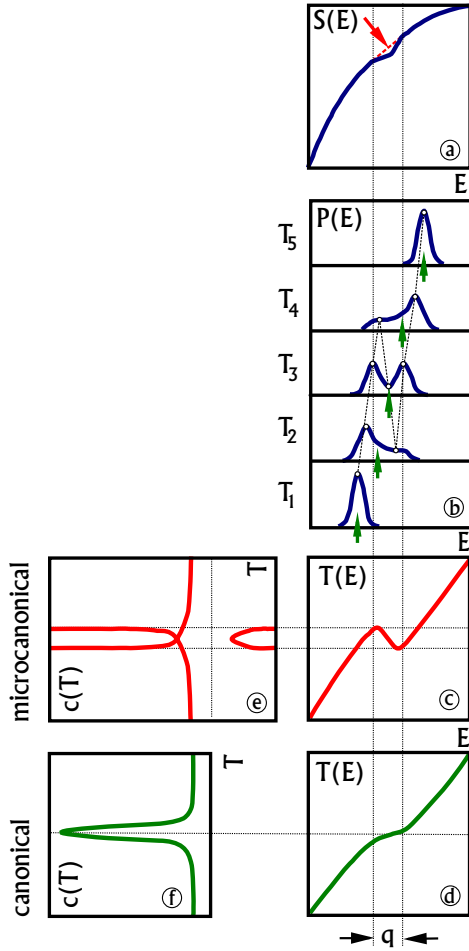 S(E)
ⓐ
E
P(E)
T₅
T₄
T₃
T₂
T₁
ⓑ
E
microcanonical
T
c(T)
ⓔ
T(E)
ⓒ
E
canonical
T
c(T)
ⓕ
T(E)
ⓓ
q